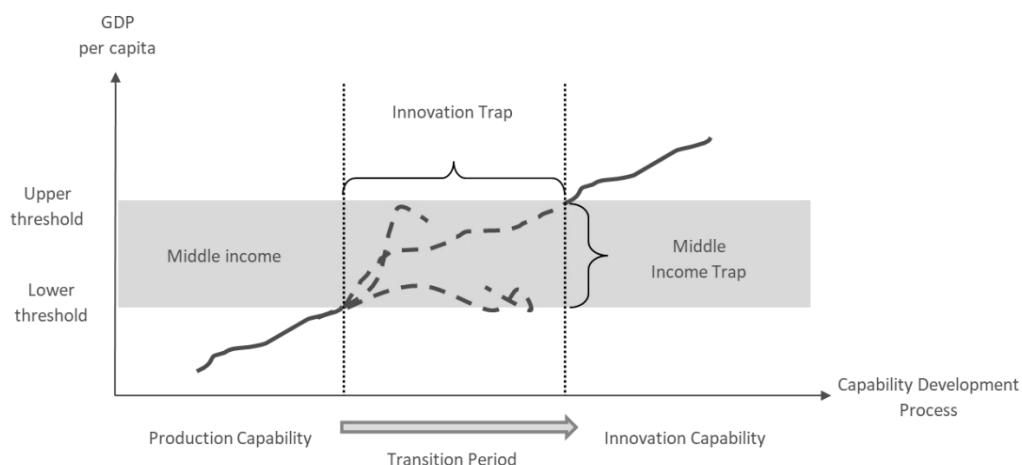 GDP
per capita
Innovation Trap
Upper
threshold
Middle income
Middle
Income Trap
Lower
threshold
Capability Development
Process
Production Capability
Innovation Capability
Transition Period